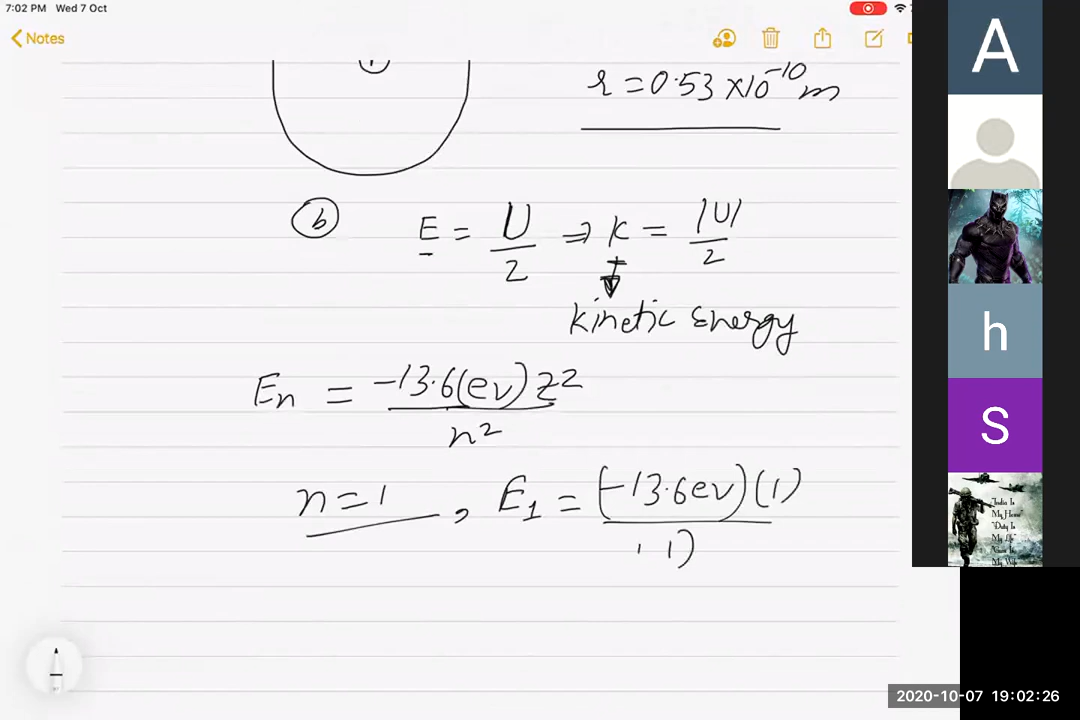 7:02 PM Wed 7 Oct
Notes
r = 0.53 × 10⁻¹⁰ m
b E = U/2 ⇒ K = |U|/2
Kinetic Energy
En = -13.6(ev)z²/n²
n = 1, E₁ = (-13.6ev)(1)/(1)
A
h
S
"India Is
My Home"
"Duty Is
My Life"
2020-10-07 19:02:26